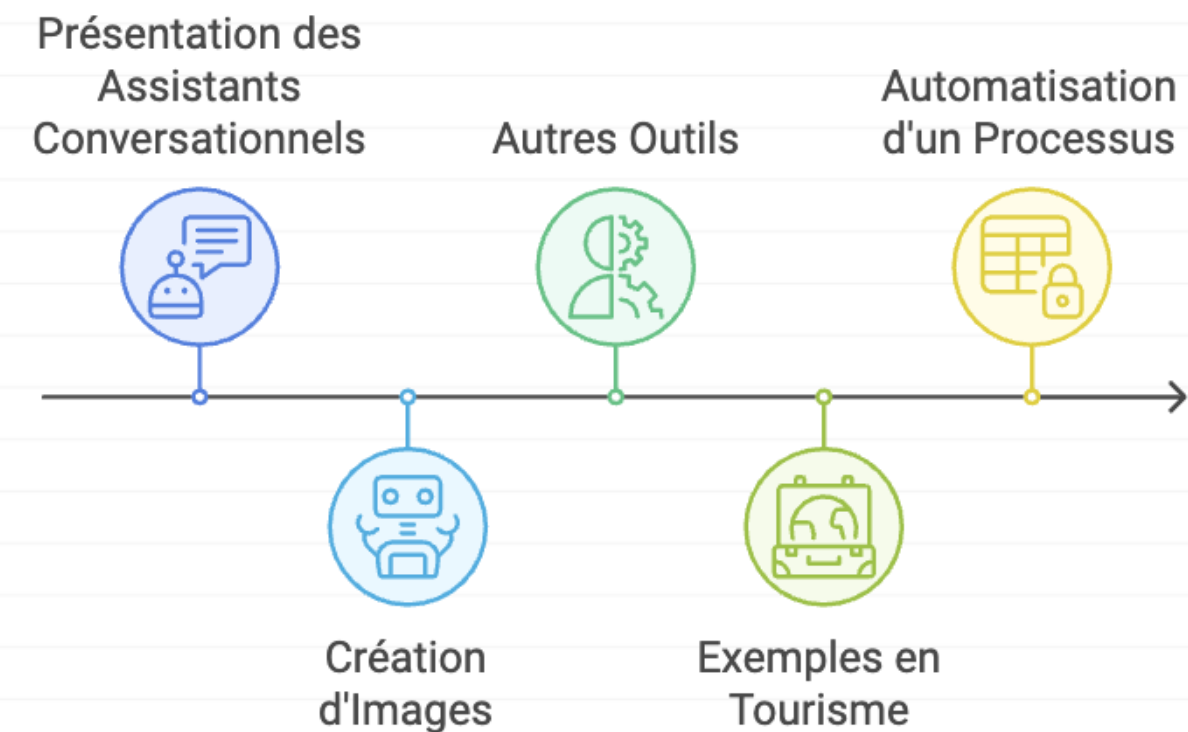 Présentation des
Assistants
Conversationnels
Création
d'Images
Autres Outils
Exemples en
Tourisme
Automatisation
d'un Processus